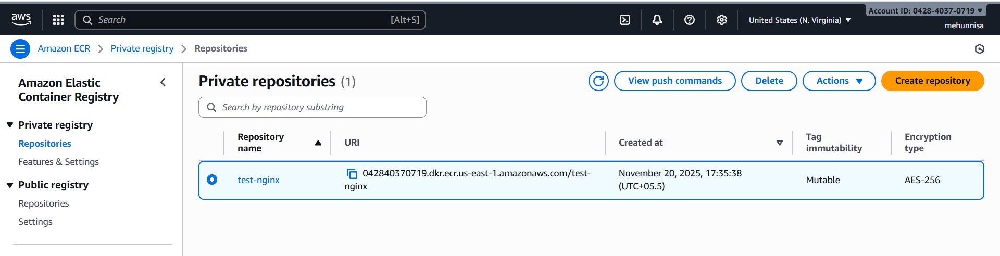 aws
Search
[Alt+S]
United States (N. Virginia)
Account ID: 0428-4037-0719
mehunnisa
Amazon ECR
Private registry
Repositories
Amazon Elastic
Container Registry
Private registry
Repositories
Features & Settings
Public registry
Repositories
Settings
Private repositories (1)
View push commands
Delete
Actions
Create repository
Search by repository substring
Repository
name
URI
Created at
Tag
immutability
Encryption
type
test-nginx
042840370719.dkr.ecr.us-east-1.amazonaws.com/test-
nginx
November 20, 2025, 17:35:38
(UTC+05.5)
Mutable
AES-256